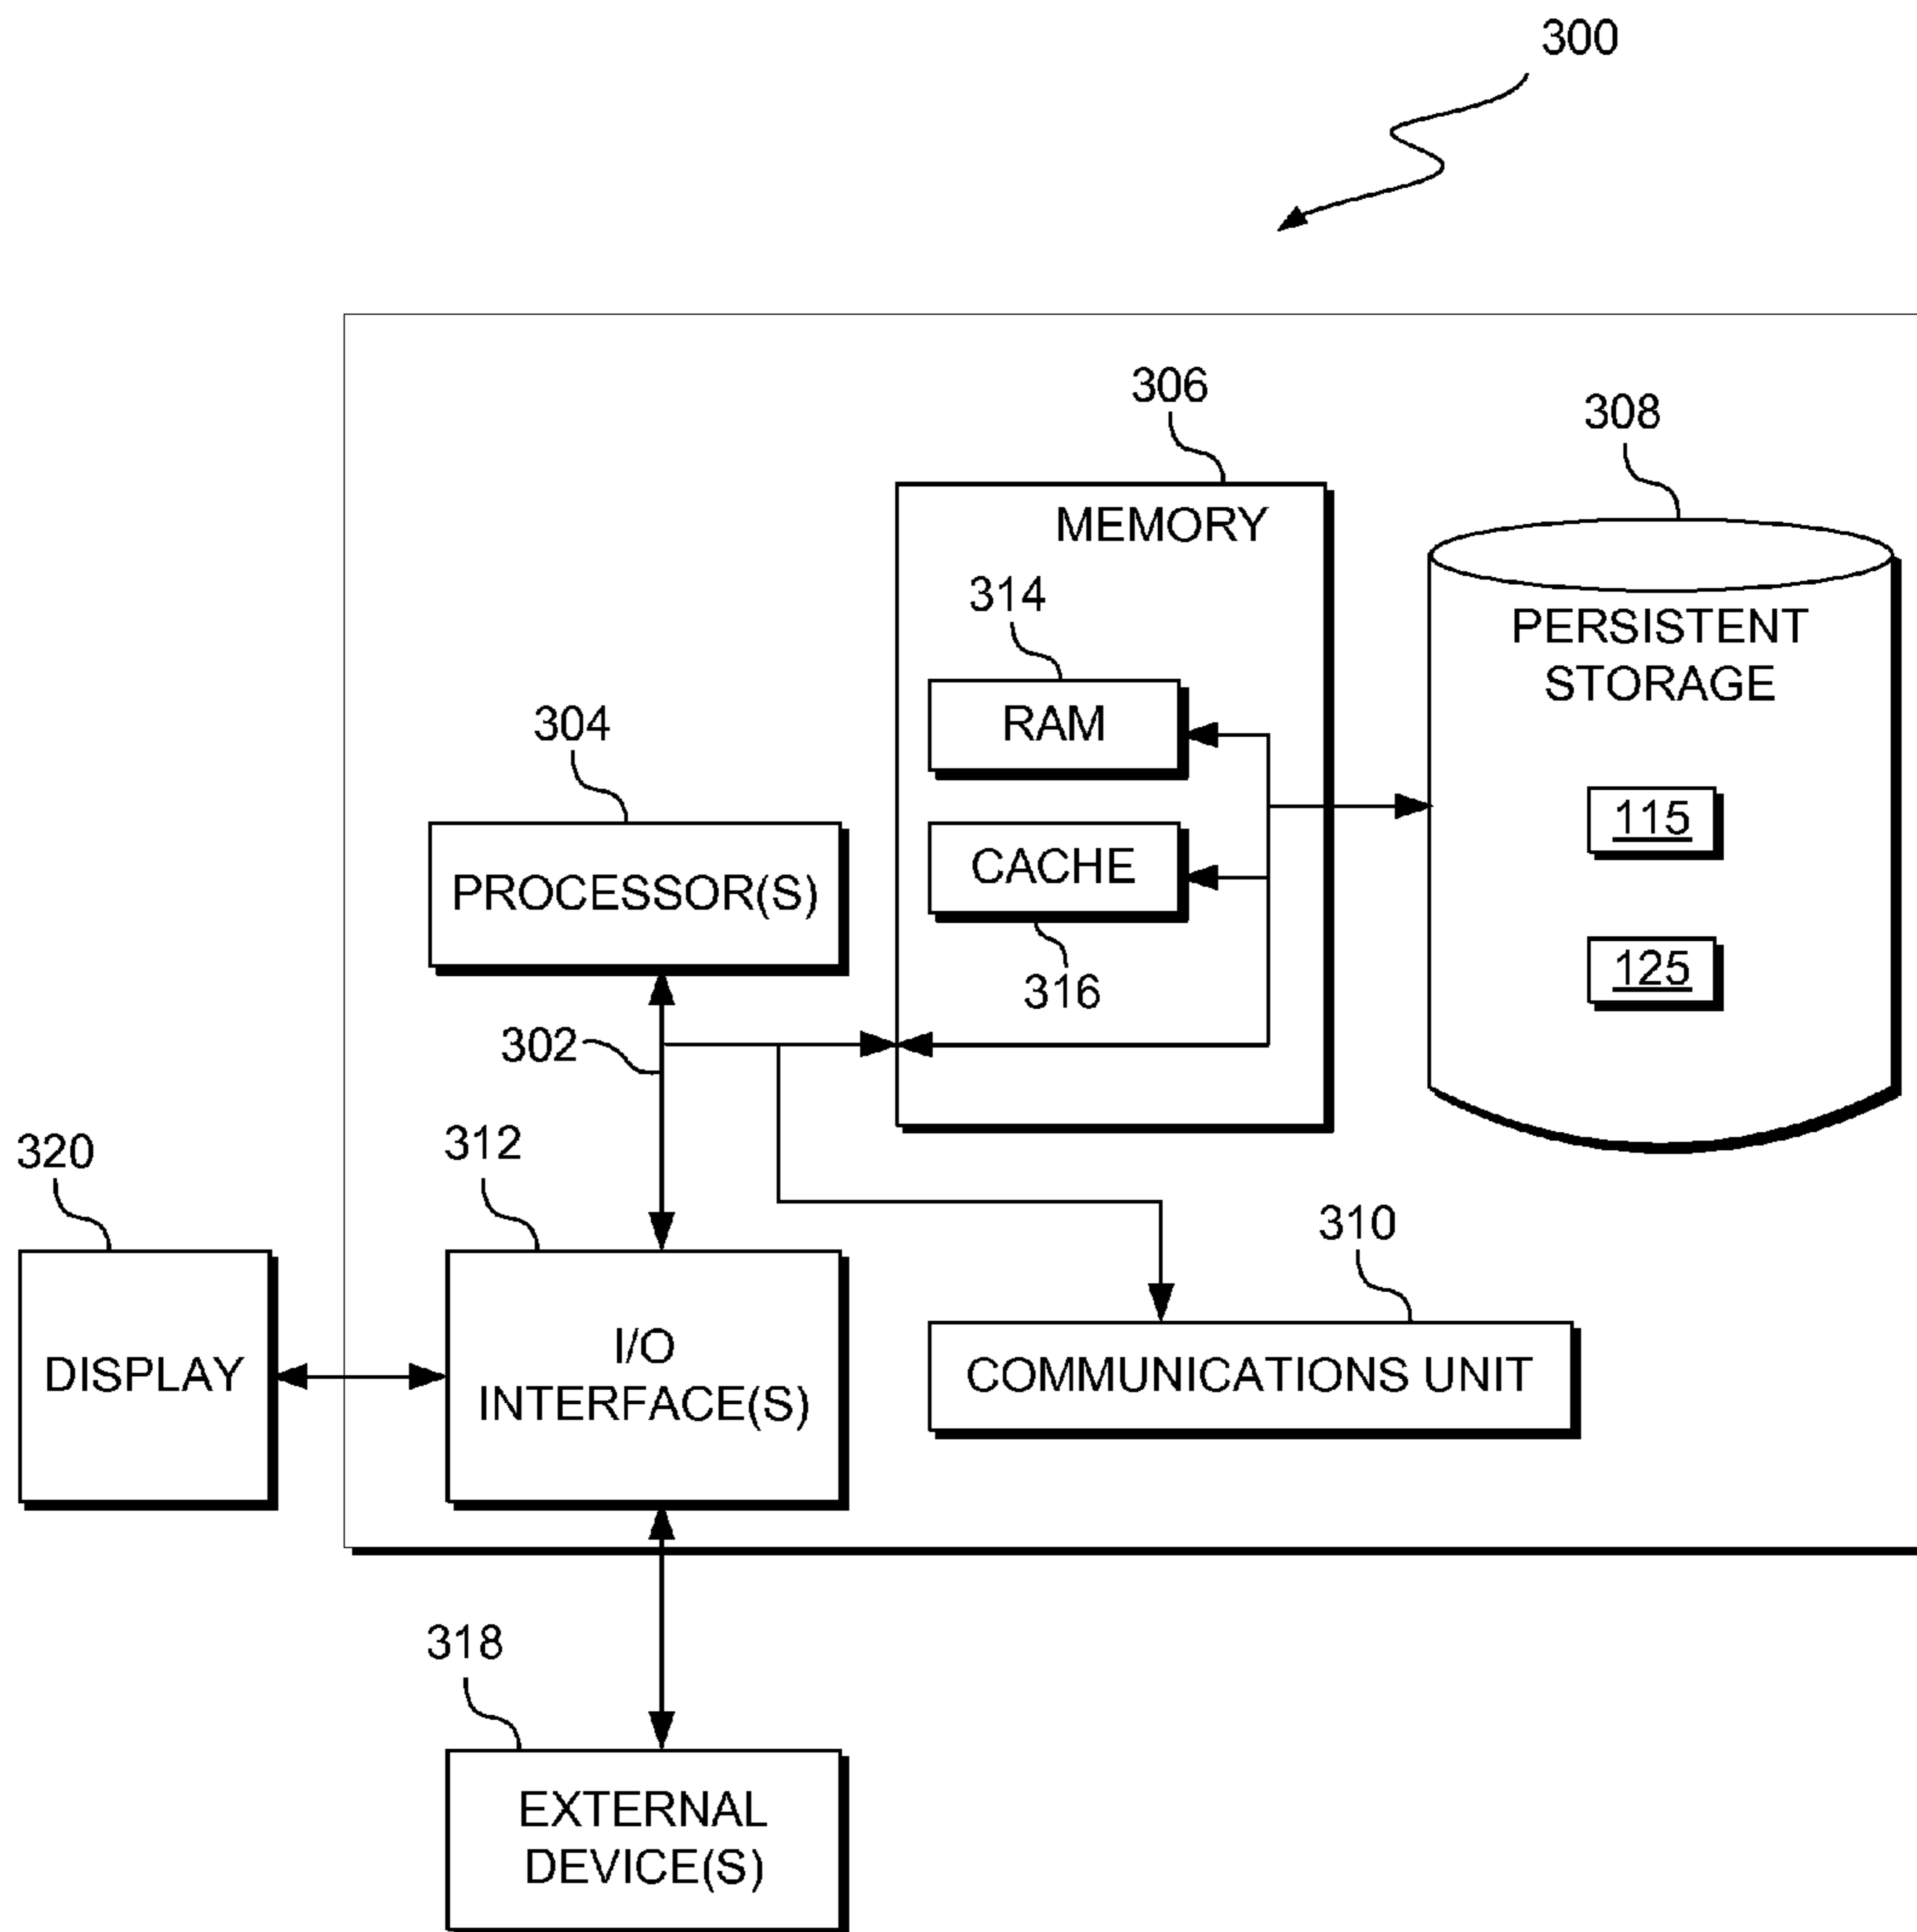 300
306
308
MEMORY
314
RAM
PERSISTENT
STORAGE
304
PROCESSOR(S)
CACHE
115
316
125
302
320
312
310
DISPLAY
I/O
INTERFACE(S)
COMMUNICATIONS UNIT
318
EXTERNAL
DEVICE(S)